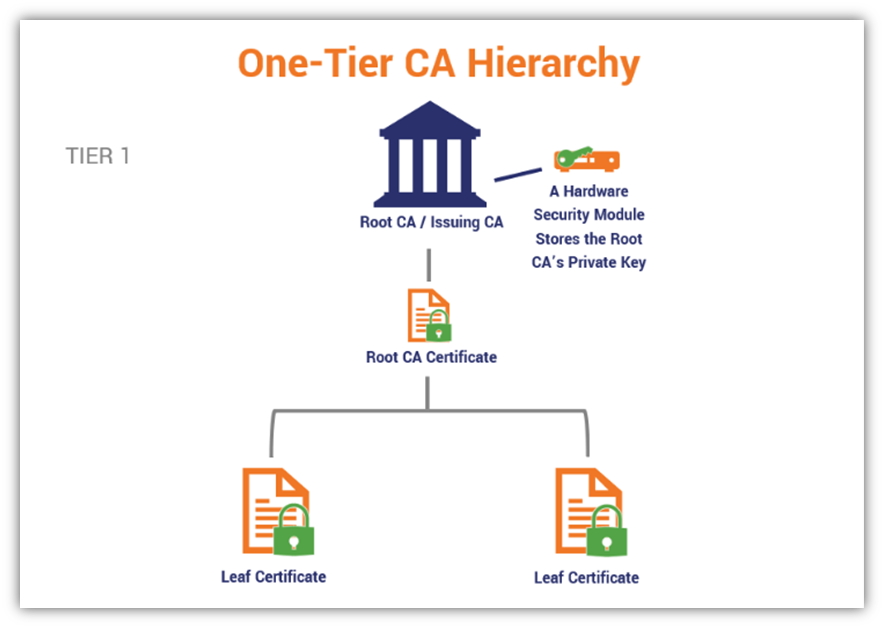 One-Tier CA Hierarchy
TIER 1
Root CA / Issuing CA
A Hardware
Security Module
Stores the Root
CA's Private Key
Root CA Certificate
Leaf Certificate
Leaf Certificate